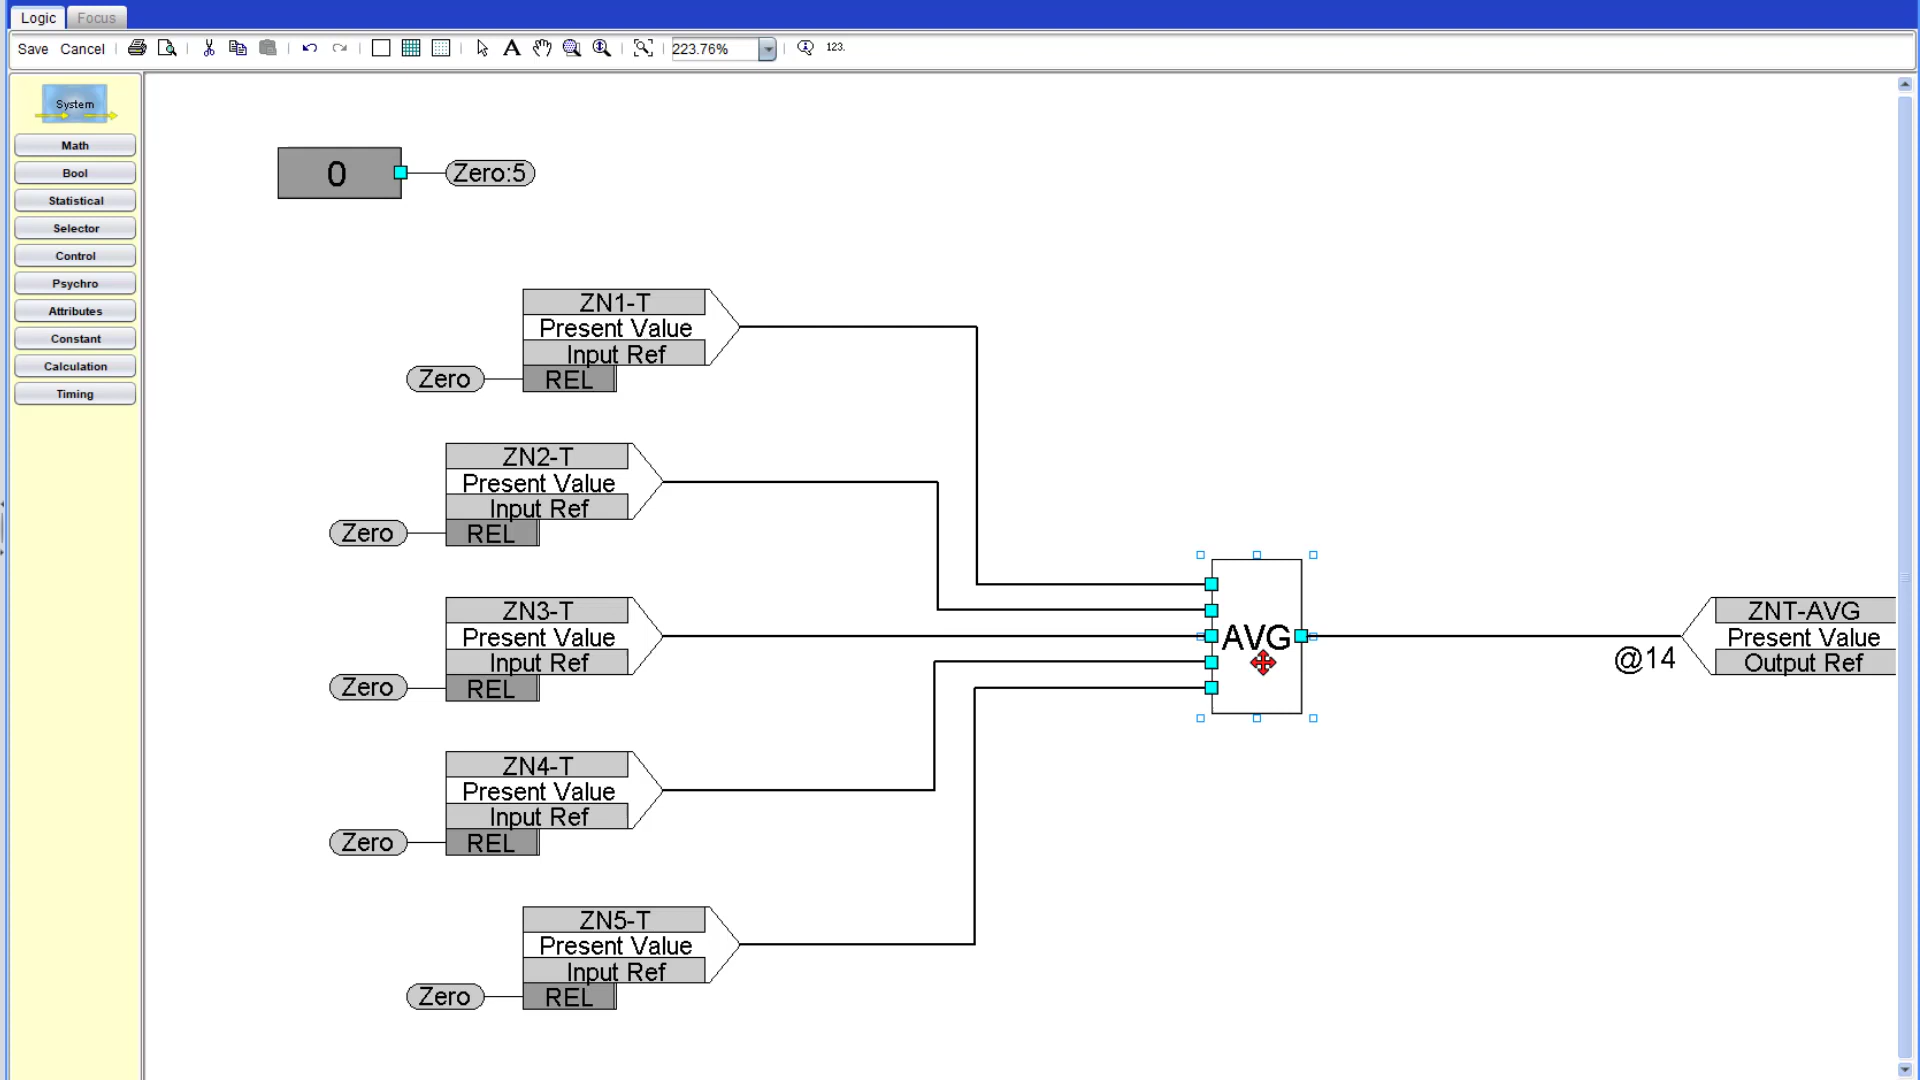 Logic Focus
Save Cancel 223.76% 123.
System
Math
Bool
Statistical
Selector
Control
Psychro
Attributes
Constant
Calculation
Timing
0 Zero:5
ZN1-T
Present Value
Input Ref
Zero REL
ZN2-T
Present Value
Input Ref
Zero REL
ZN3-T
Present Value
Input Ref
Zero REL
ZN4-T
Present Value
Input Ref
Zero REL
ZN5-T
Present Value
Input Ref
Zero REL
AVG
@14
ZNT-AVG
Present Value
Output Ref